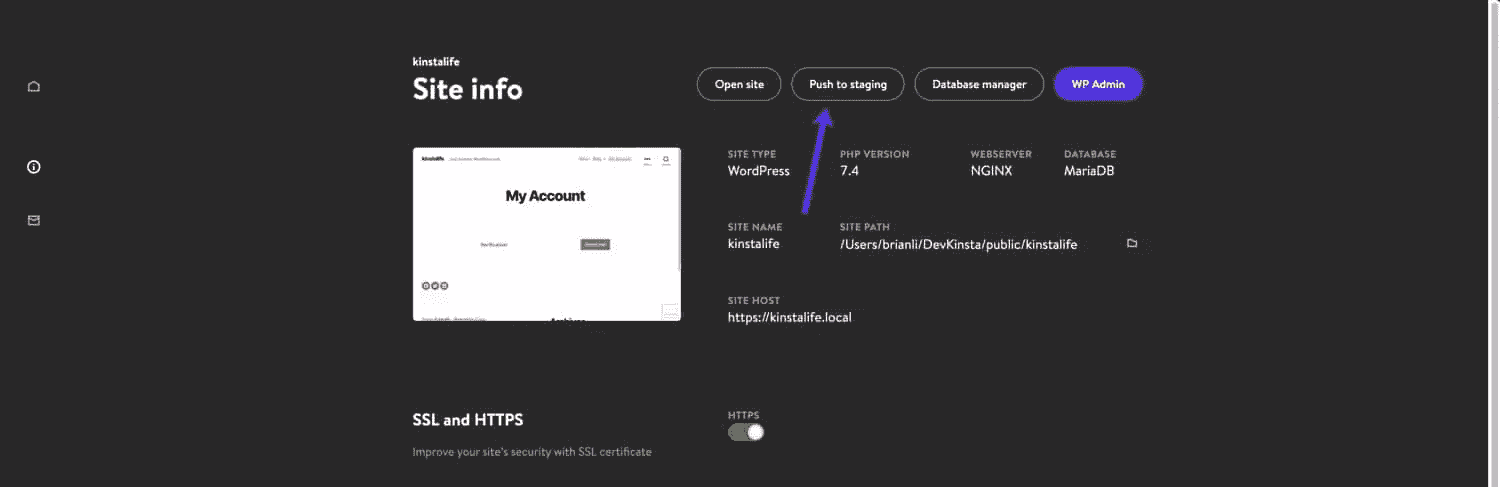 kinstalife
Site info
Open site
Push to staging
Database manager
WP Admin
kinstalife
My Account
SITE TYPE
WordPress
PHP VERSION
7.4
WEBSERVER
NGINX
DATABASE
MariaDB
SITE NAME
kinstalife
SITE PATH
/Users/brianli/DevKinsta/public/kinstalife
SITE HOST
https://kinstalife.local
SSL and HTTPS
Improve your site's security with SSL certificate
HTTPS